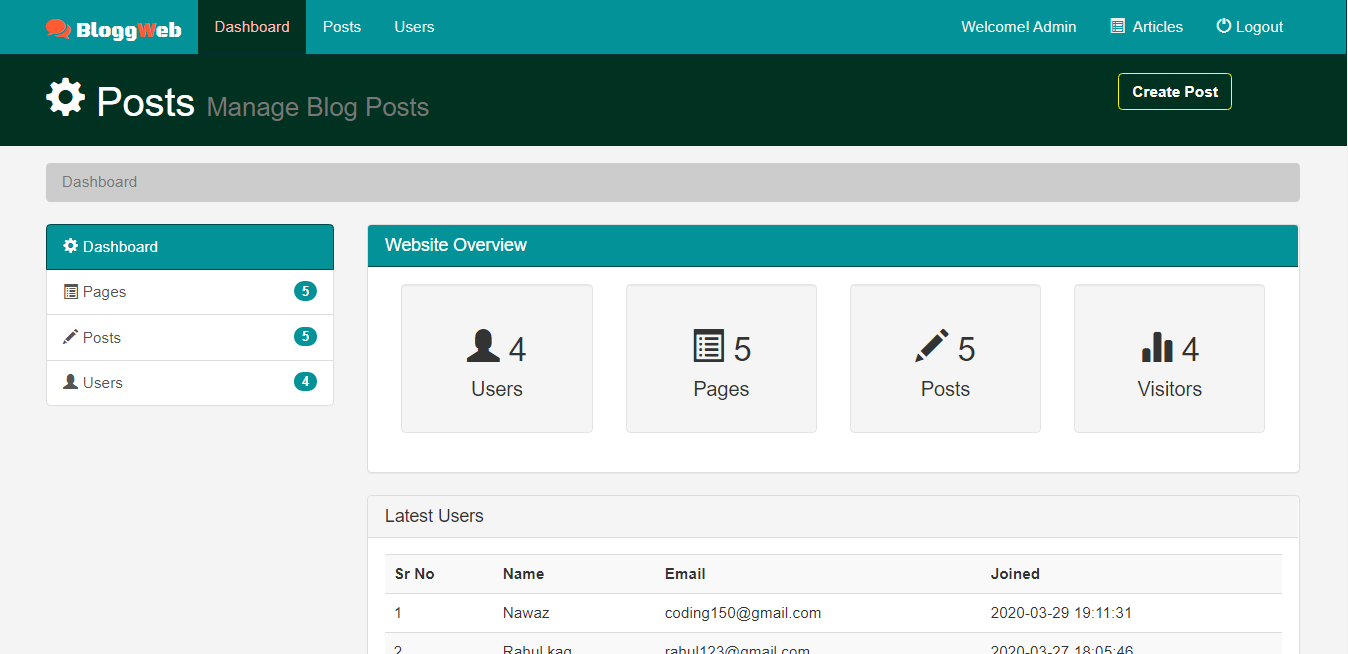 BloggWeb Dashboard Posts Users Welcome! Admin Articles Logout
Posts Manage Blog Posts Create Post
Dashboard
Dashboard
Pages 5
Posts 5
Users 4
Website Overview
4 5 5 4
Users Pages Posts Visitors
Latest Users
Sr No Name Email Joined
1 Nawaz coding150@gmail.com 2020-03-29 19:11:31
2 Rahul kag rahul123@gmail.com 2020-03-27 18:05:46